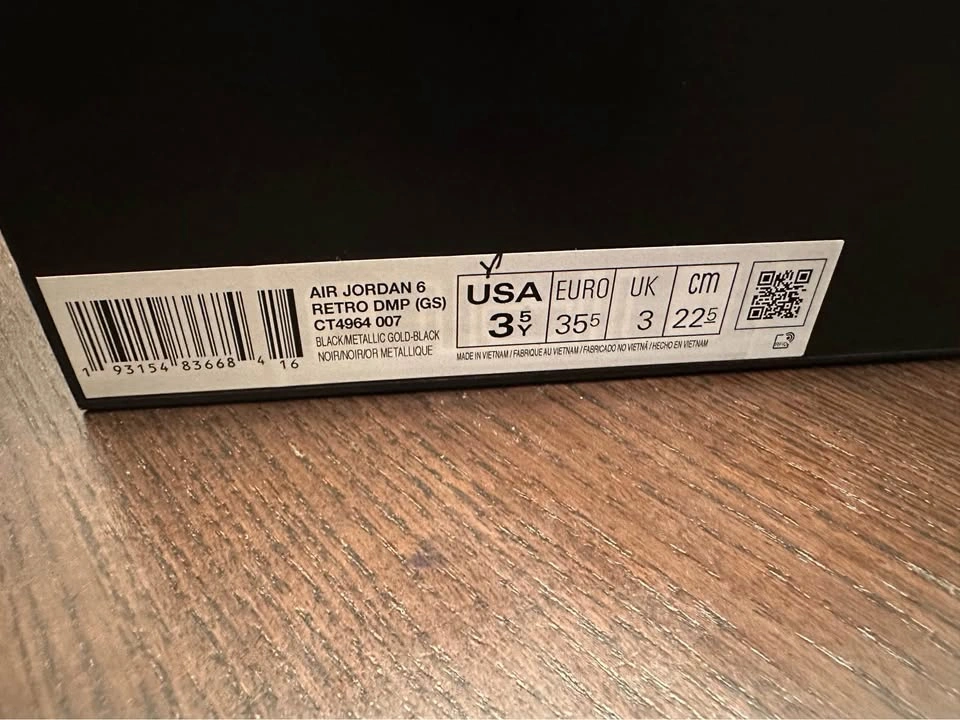 AIR JORDAN 6
RETRO DMP (GS)
CT4964 007
BLACK/METALLIC GOLD-BLACK
NOIR/NOIR/OR METALLIQUE
1 93154 83668 4 16
USA EURO UK cm
3 5Y 35 5 3 22 5
MADE IN VIETNAM / FABRIQUE AU VIETNAM / FABRICADO NO VIETNÃ / HECHO EN VIETNAM